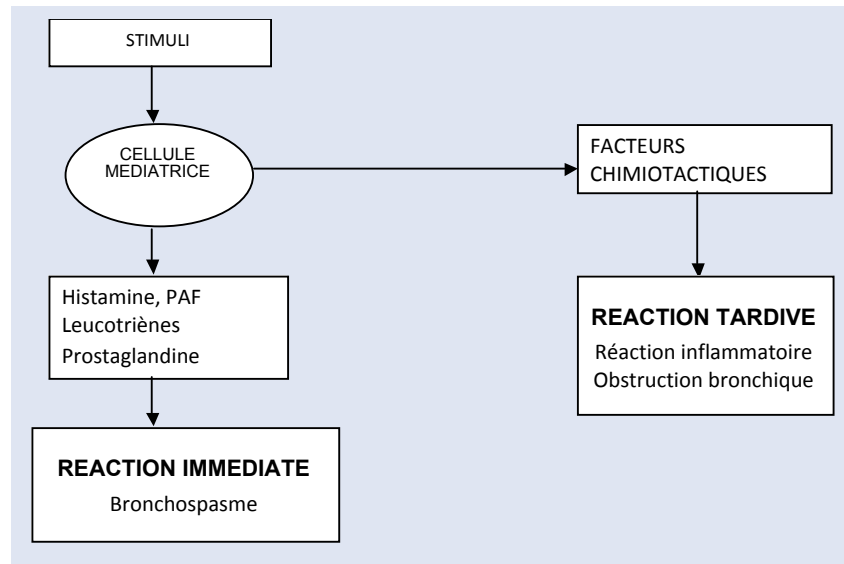 STIMULI
CELLULE
MEDIATRICE
FACTEURS
CHIMIOTACTIQUES
Histamine, PAF
Leucotriènes
Prostaglandine
REACTION TARDIVE
Réaction inflammatoire
Obstruction bronchique
REACTION IMMEDIATE
Bronchospasme